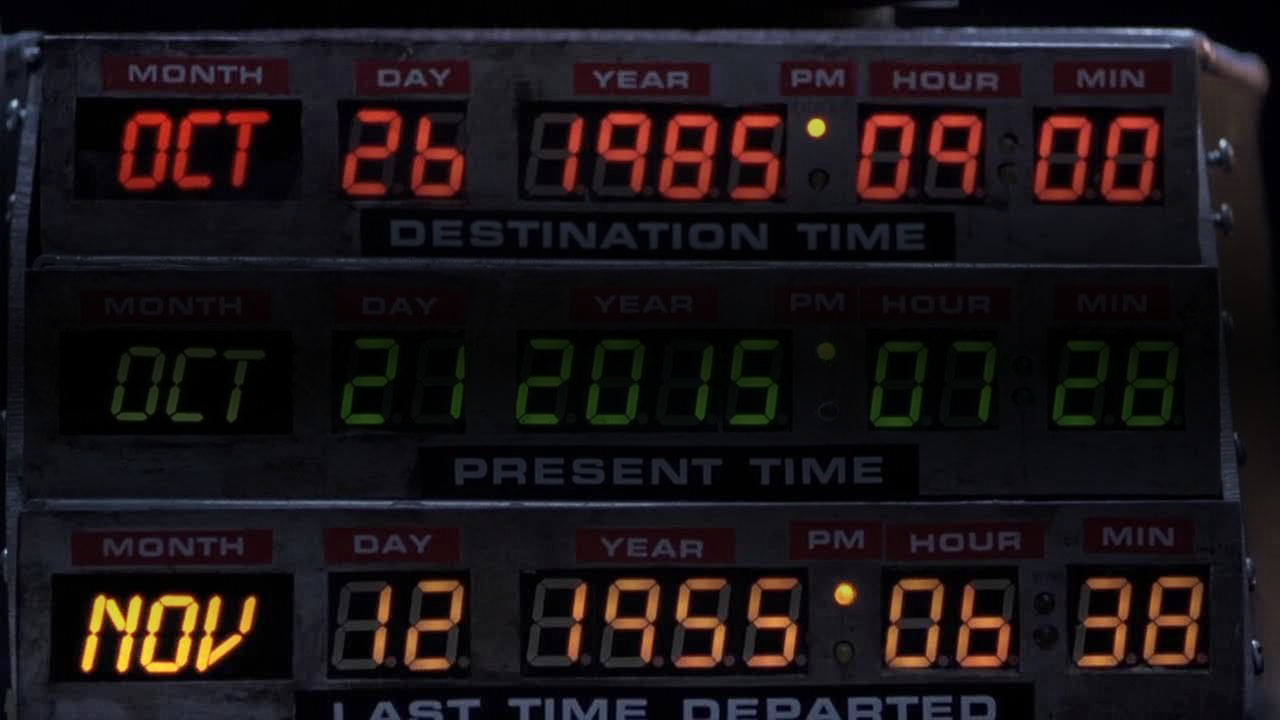 MONTH DAY YEAR PM HOUR MIN
OCT 26 1985 09 00
DESTINATION TIME
MONTH DAY YEAR PM HOUR MIN
OCT 21 2015 07 28
PRESENT TIME
MONTH DAY YEAR PM HOUR MIN
NOV 12 1955 06 38
LAST TIME DEPARTED